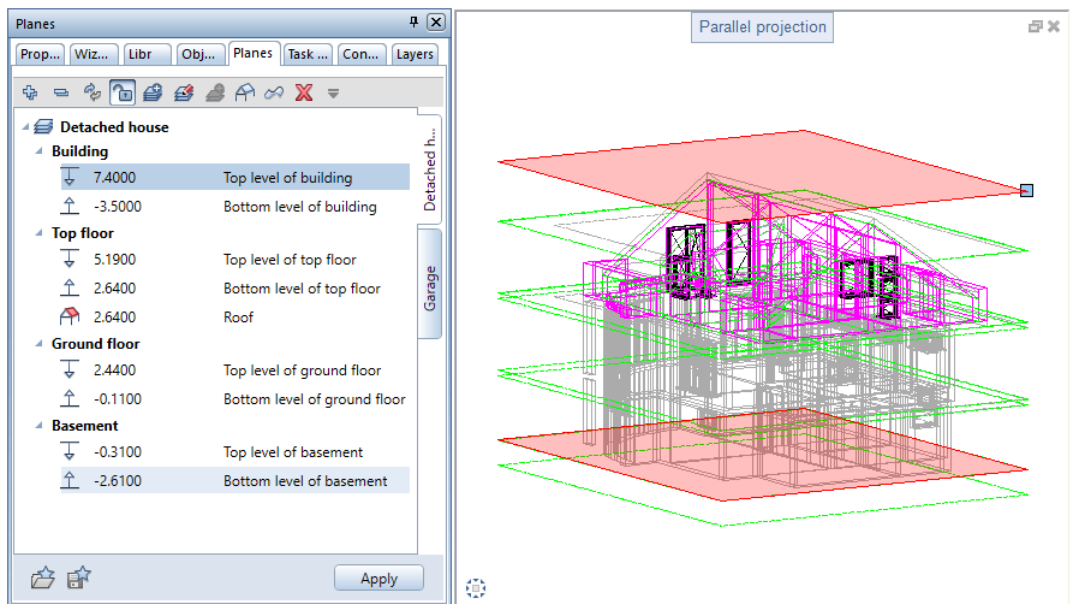 Planes
Prop... Wiz... Libr Obj... Planes Task ... Con... Layers
Detached house
Building
7.4000 Top level of building
-3.5000 Bottom level of building
Top floor
5.1900 Top level of top floor
2.6400 Bottom level of top floor
2.6400 Roof
Ground floor
2.4400 Top level of ground floor
-0.1100 Bottom level of ground floor
Basement
-0.3100 Top level of basement
-2.6100 Bottom level of basement
Detached h...
Garage
Apply
Parallel projection